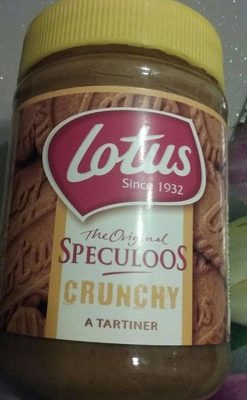 Lotus
Since 1932
The Original
SPECULOOS
CRUNCHY
A TARTINER